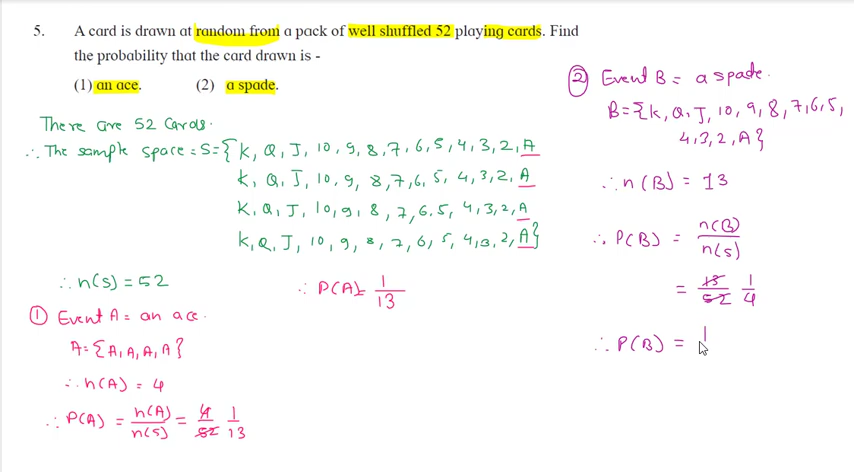 5. A card is drawn at random from a pack of well shuffled 52 playing cards. Find
the probability that the card drawn is -
(1) an ace. (2) a spade.
There are 52 Cards.
∴ The sample space = S = { K, Q, J, 10, 9, 8, 7, 6, 5, 4, 3, 2, A
K, Q, J, 10, 9, 8, 7, 6, 5, 4, 3, 2, A
K, Q, J, 10, 9, 8, 7, 6, 5, 4, 3, 2, A
K, Q, J, 10, 9, 8, 7, 6, 5, 4, 3, 2, A }
∴ n(S) = 52
① Event A = an ace.
A = { A, A, A, A }
∴ n(A) = 4
∴ P(A) = n(A)/n(S) = 4/52 1/13
∴ P(A) = 1/13
② Event B = a spade.
B = { K, Q, J, 10, 9, 8, 7, 6, 5,
4, 3, 2, A }
∴ n(B) = 13
∴ P(B) = n(B)/n(S)
= 13/52 1/4
∴ P(B) = 1